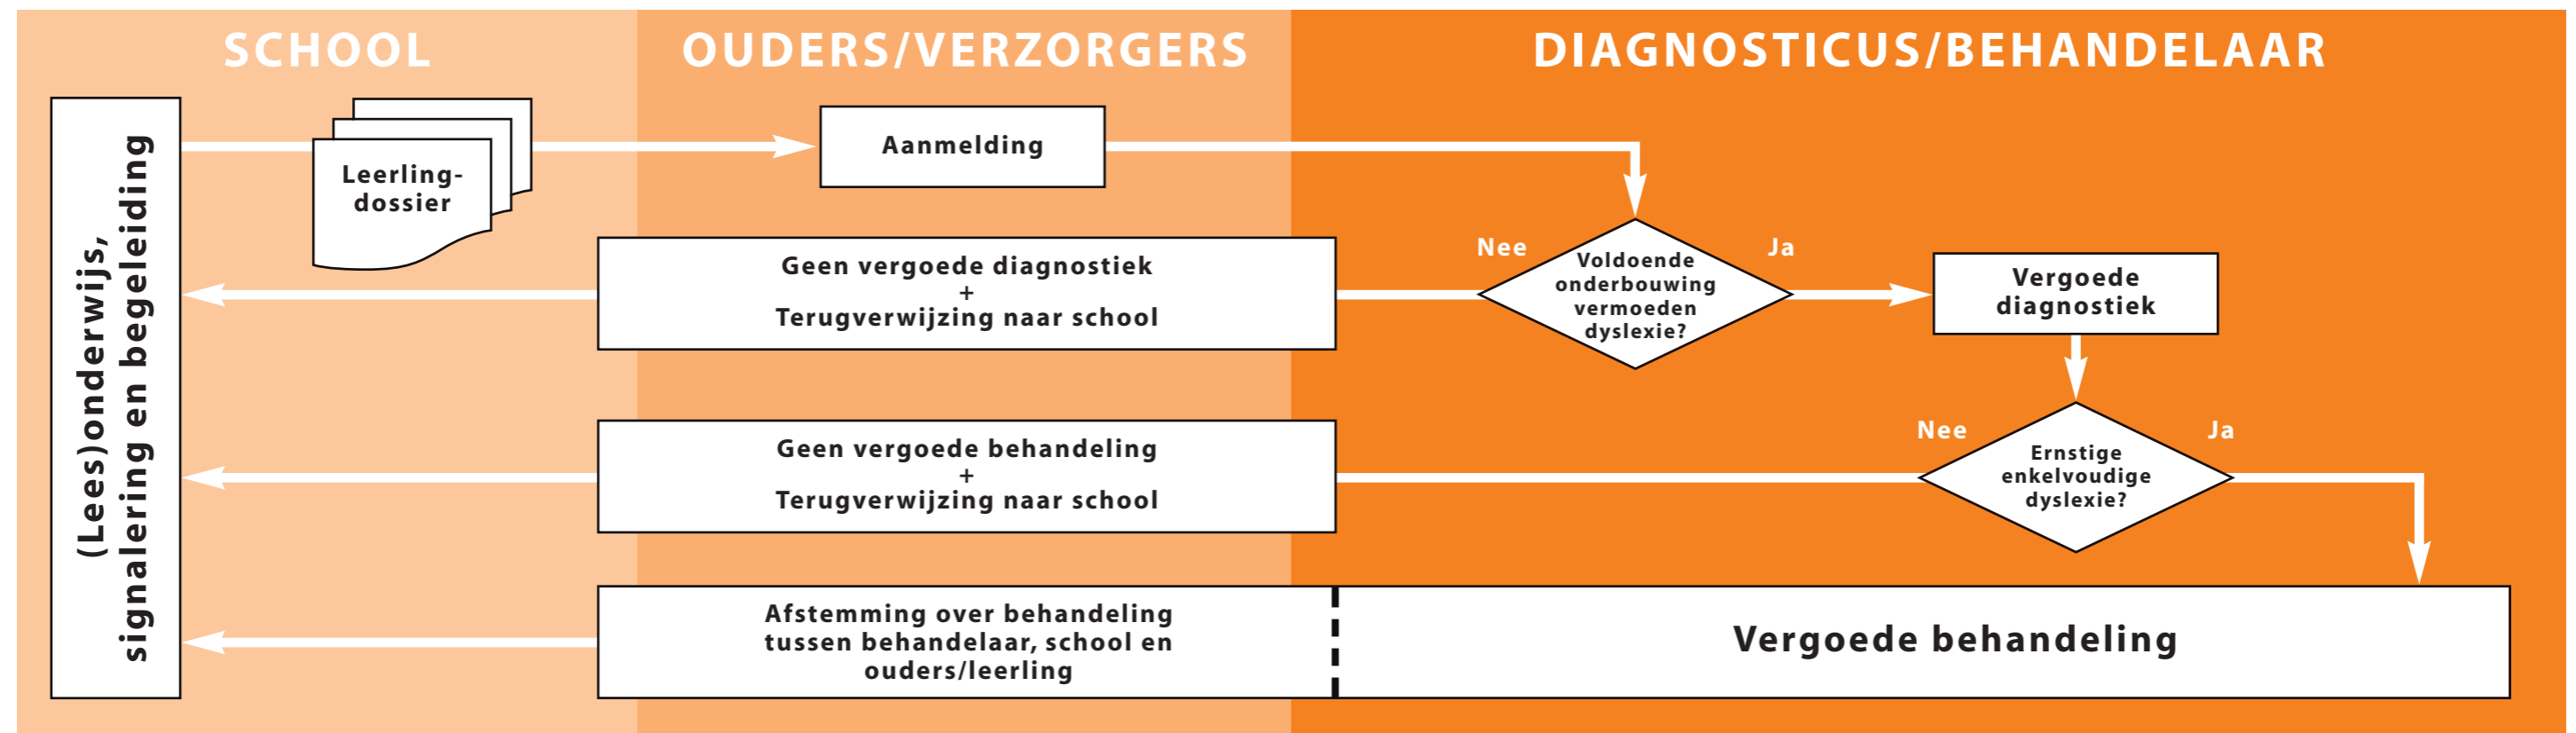 SCHOOL
OUDERS/VERZORGERS
DIAGNOSTICUS/BEHANDELAAR
(Lees)onderwijs,
signalering en begeleiding
Leerling-
dossier
Aanmelding
Geen vergoede diagnostiek
+
Terugverwijzing naar school
Nee
Voldoende
onderbouwing
vermoeden
dyslexie?
Ja
Vergoede
diagnostiek
Geen vergoede behandeling
+
Terugverwijzing naar school
Nee
Ernstige
enkelvoudige
dyslexie?
Ja
Afstemming over behandeling
tussen behandelaar, school en
ouders/leerling
Vergoede behandeling